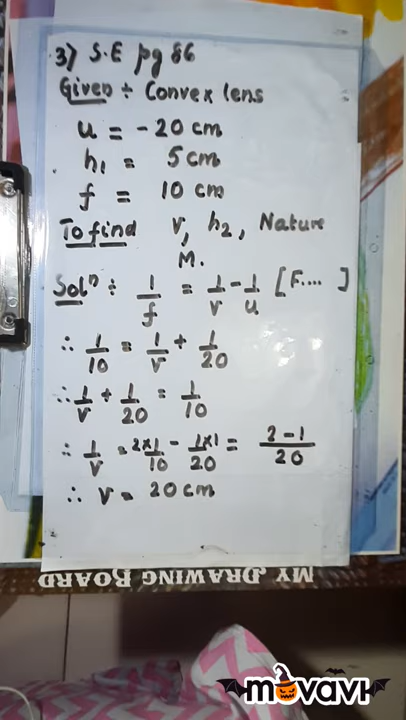 3) S.E pg 86
Given ÷ Convex lens
u = -20 cm
h₁ = 5 cm
f = 10 cm
To find v, h₂, Nature
M.
Solⁿ ÷ 1/f = 1/v - 1/u [F.... ]
∴ 1/10 = 1/v + 1/20
∴ 1/v + 1/20 = 1/10
∴ 1/v = 2×1/10 - 1×1/20 = 2-1/20
∴ v = 20 cm
MY DRAWING BOARD
movavi